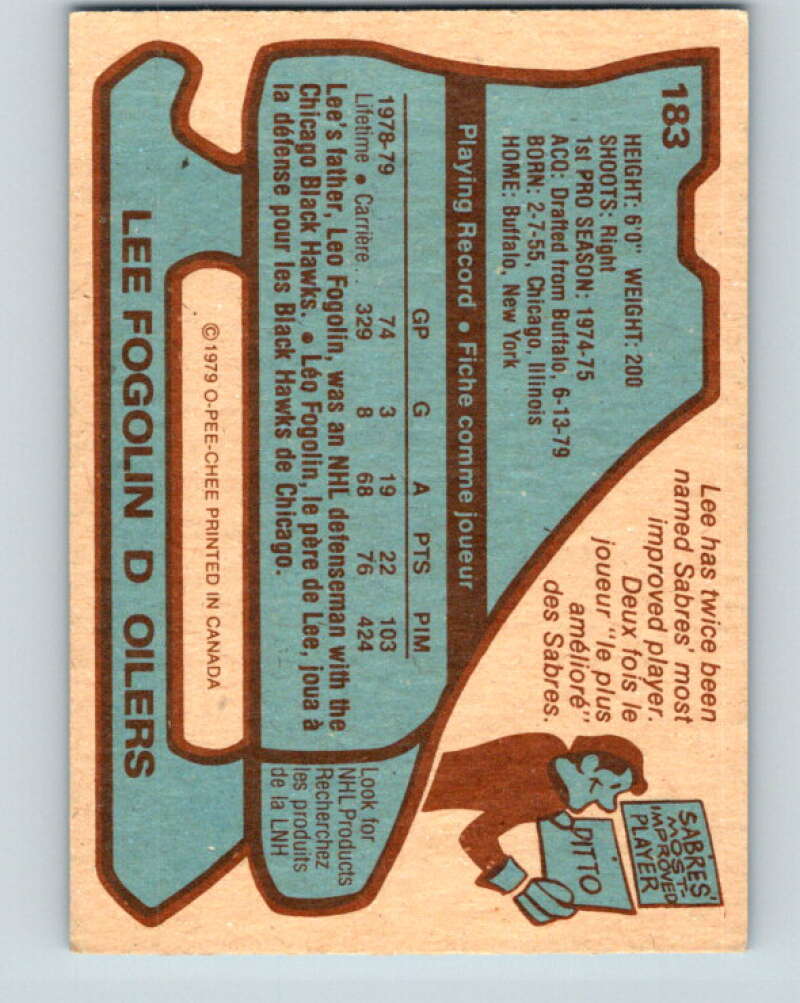 183
HEIGHT: 6'0" WEIGHT: 200
SHOOTS: Right
1st PRO SEASON: 1974-75
ACQ: Drafted from Buffalo, 6-13-79
BORN: 2-7-55, Chicago, Illinois
HOME: Buffalo, New York
Lee has twice been
named Sabres' most
improved player.
Deux fois le
joueur "le plus
amélioré"
des Sabres.
SABRES'
MOST-
IMPROVED
PLAYER
DITTO
Playing Record • Fiche comme joueur
GP G A PTS PIM
1978-79 74 3 19 22 103
Lifetime • Carrière.. 329 8 68 76 424
Lee's father, Leo Fogolin, was an NHL defenseman with the
Chicago Black Hawks. • Léo Fogolin, le père de Lee, joua à
la défense pour les Black Hawks de Chicago.
Look for
NHL Products
Recherchez
les produits
de la LNH
©1979 O-PEE-CHEE PRINTED IN CANADA
LEE FOGOLIN D OILERS